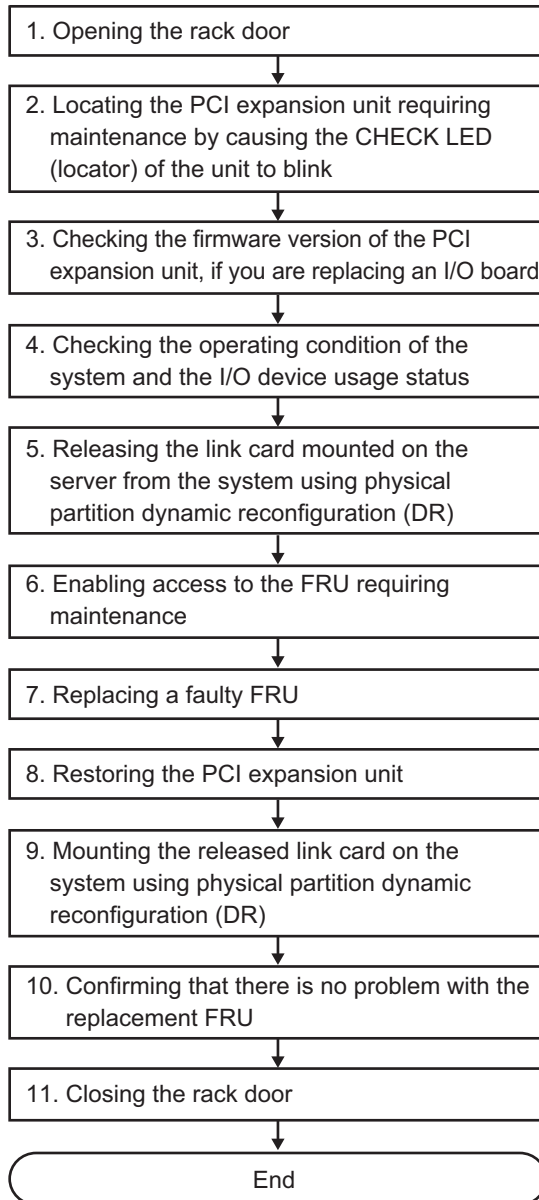 1. Opening the rack door
2. Locating the PCI expansion unit requiring
maintenance by causing the CHECK LED
(locator) of the unit to blink
3. Checking the firmware version of the PCI
expansion unit, if you are replacing an I/O board
4. Checking the operating condition of the
system and the I/O device usage status
5. Releasing the link card mounted on the
server from the system using physical
partition dynamic reconfiguration (DR)
6. Enabling access to the FRU requiring
maintenance
7. Replacing a faulty FRU
8. Restoring the PCI expansion unit
9. Mounting the released link card on the
system using physical partition dynamic
reconfiguration (DR)
10. Confirming that there is no problem with the
replacement FRU
11. Closing the rack door
End